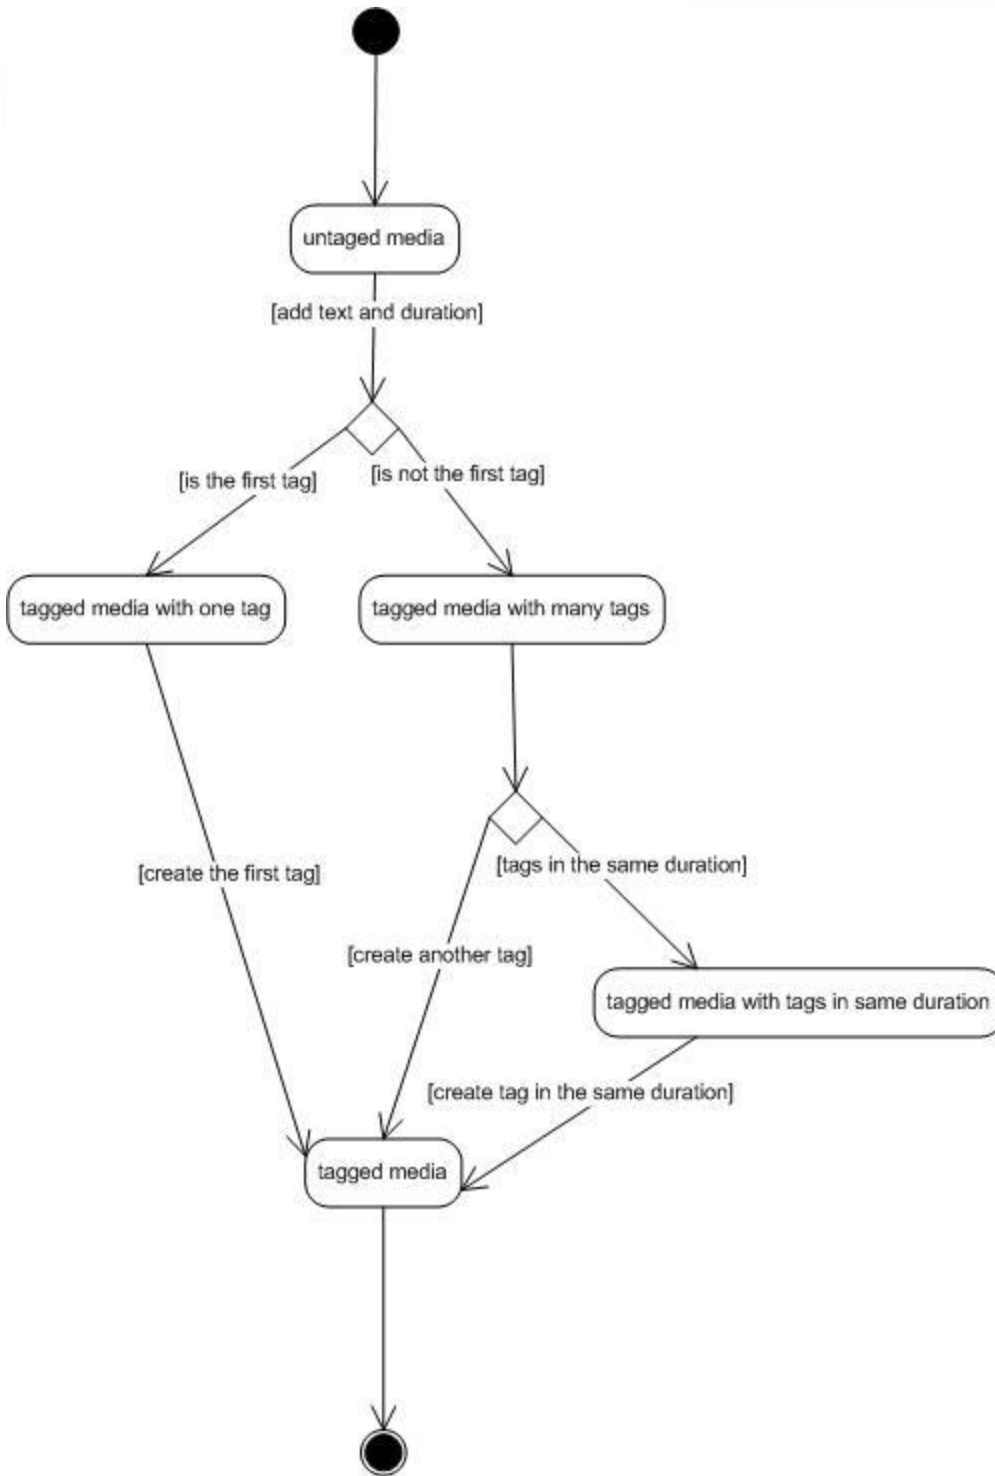 untaged media
[add text and duration]
[is the first tag]
[is not the first tag]
tagged media with one tag
tagged media with many tags
[tags in the same duration]
[create the first tag]
[create another tag]
tagged media with tags in same duration
[create tag in the same duration]
tagged media